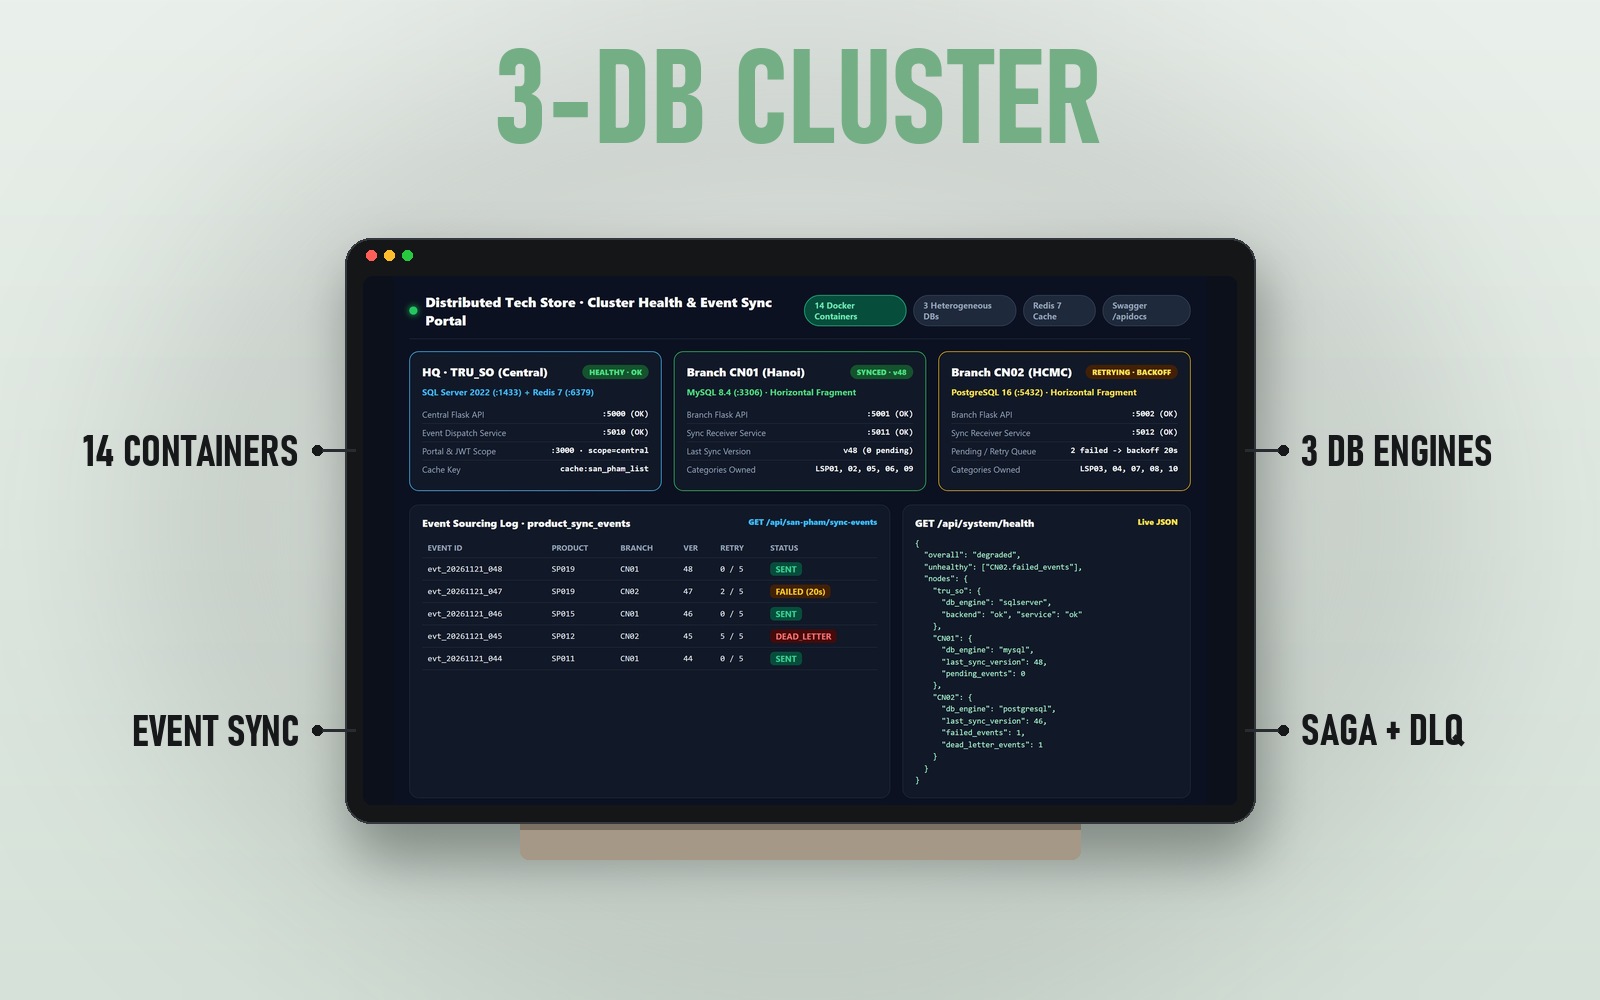 3-DB CLUSTER
Distributed Tech Store · Cluster Health & Event Sync
Portal
14 Docker
Containers
3 Heterogeneous
DBs
Redis 7
Cache
Swagger
/apidocs
HQ · TRU_SO (Central)
HEALTHY · OK
SQL Server 2022 (:1433) + Redis 7 (:6379)
Central Flask API :5000 (OK)
Event Dispatch Service :5010 (OK)
Portal & JWT Scope :3000 · scope=central
Cache Key cache:san_pham_list
Branch CN01 (Hanoi)
SYNCED · v48
MySQL 8.4 (:3306) · Horizontal Fragment
Branch Flask API :5001 (OK)
Sync Receiver Service :5011 (OK)
Last Sync Version v48 (0 pending)
Categories Owned LSP01, 02, 05, 06, 09
Branch CN02 (HCMC)
RETRYING · BACKOFF
PostgreSQL 16 (:5432) · Horizontal Fragment
Branch Flask API :5002 (OK)
Sync Receiver Service :5012 (OK)
Pending / Retry Queue 2 failed -> backoff 20s
Categories Owned LSP03, 04, 07, 08, 10
14 CONTAINERS
3 DB ENGINES
Event Sourcing Log · product_sync_events
GET /api/san-pham/sync-events
EVENT ID PRODUCT BRANCH VER RETRY STATUS
evt_20261121_048 SP019 CN01 48 0 / 5 SENT
evt_20261121_047 SP019 CN02 47 2 / 5 FAILED (20s)
evt_20261121_046 SP015 CN01 46 0 / 5 SENT
evt_20261121_045 SP012 CN02 45 5 / 5 DEAD_LETTER
evt_20261121_044 SP011 CN01 44 0 / 5 SENT
GET /api/system/health
Live JSON
{
"overall": "degraded",
"unhealthy": ["CN02.failed_events"],
"nodes": {
"tru_so": {
"db_engine": "sqlserver",
"backend": "ok", "service": "ok"
},
"CN01": {
"db_engine": "mysql",
"last_sync_version": 48,
"pending_events": 0
},
"CN02": {
"db_engine": "postgresql",
"last_sync_version": 46,
"failed_events": 1,
"dead_letter_events": 1
}
}
}
EVENT SYNC
SAGA + DLQ